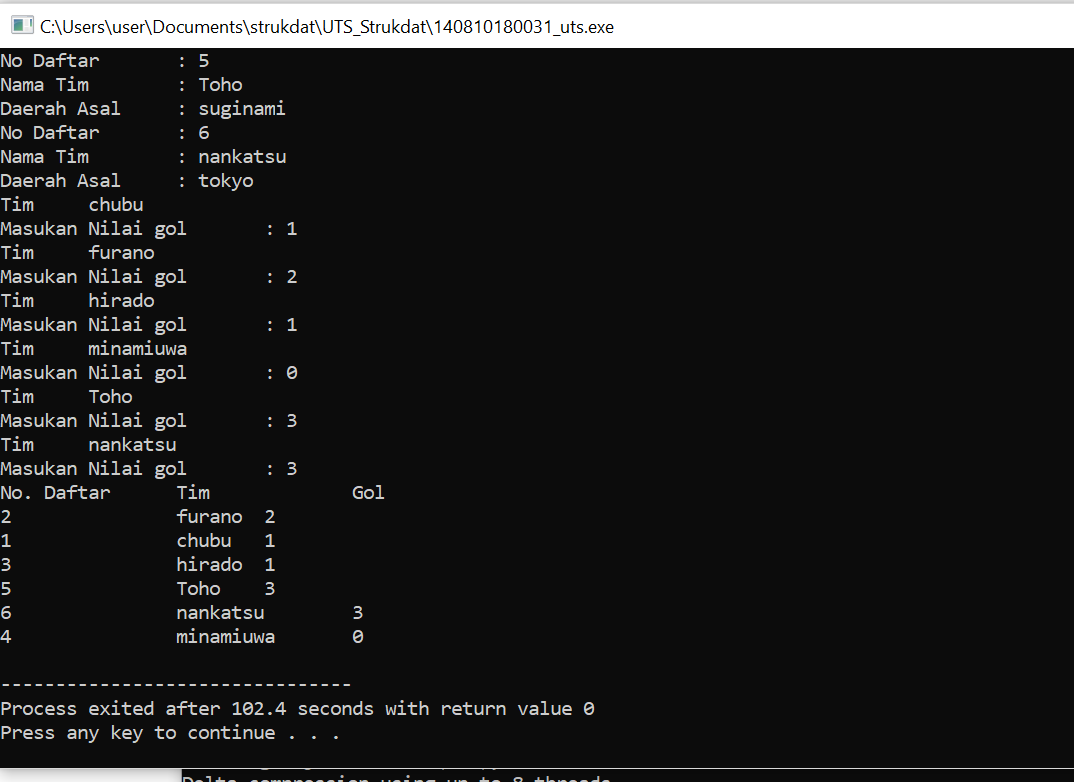 C:\Users\user\Documents\strukdat\UTS_Strukdat\140810180031_uts.exe
No Daftar : 5
Nama Tim : Toho
Daerah Asal : suginami
No Daftar : 6
Nama Tim : nankatsu
Daerah Asal : tokyo
Tim chubu
Masukan Nilai gol : 1
Tim furano
Masukan Nilai gol : 2
Tim hirado
Masukan Nilai gol : 1
Tim minamiuwa
Masukan Nilai gol : 0
Tim Toho
Masukan Nilai gol : 3
Tim nankatsu
Masukan Nilai gol : 3
No. Daftar Tim Gol
2 furano 2
1 chubu 1
3 hirado 1
5 Toho 3
6 nankatsu 3
4 minamiuwa 0
--------------------------------
Process exited after 102.4 seconds with return value 0
Press any key to continue . . .
Delta compression using up to 8 threads